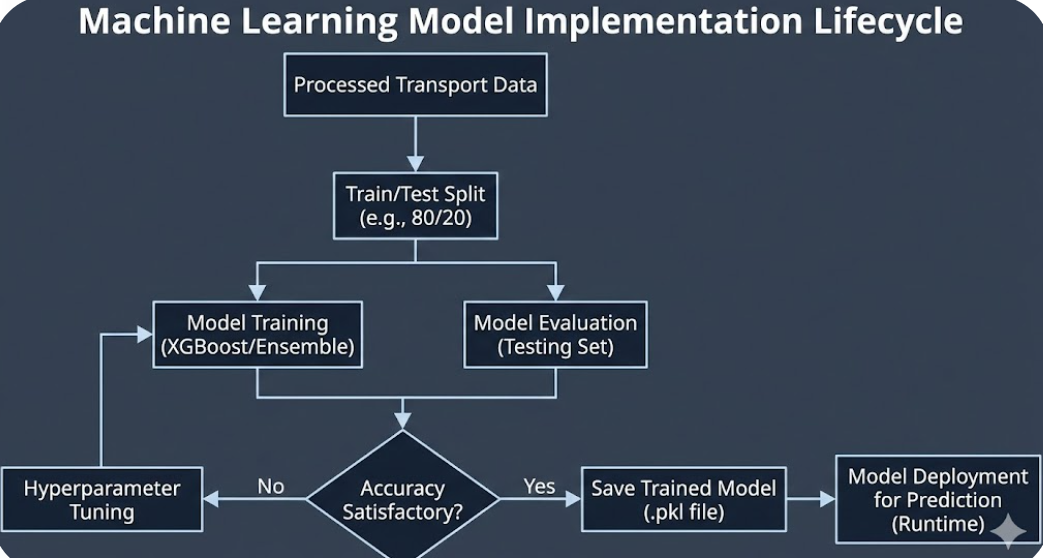 Machine Learning Model Implementation Lifecycle
Processed Transport Data
Train/Test Split
(e.g., 80/20)
Model Training
(XGBoost/Ensemble)
Model Evaluation
(Testing Set)
Hyperparameter
Tuning
No
Accuracy
Satisfactory?
Yes
Save Trained Model
(.pkl file)
Model Deployment
for Prediction
(Runtime)